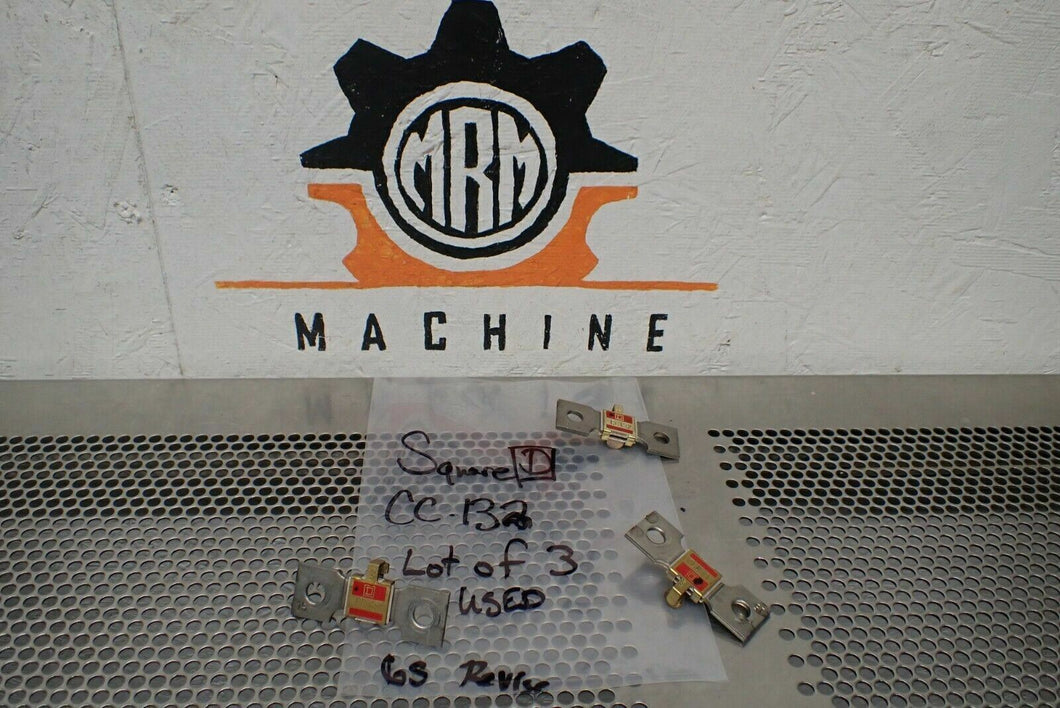 MRM
MACHINE
Square D
CC·132
Lot of 3
USED
GS Revise